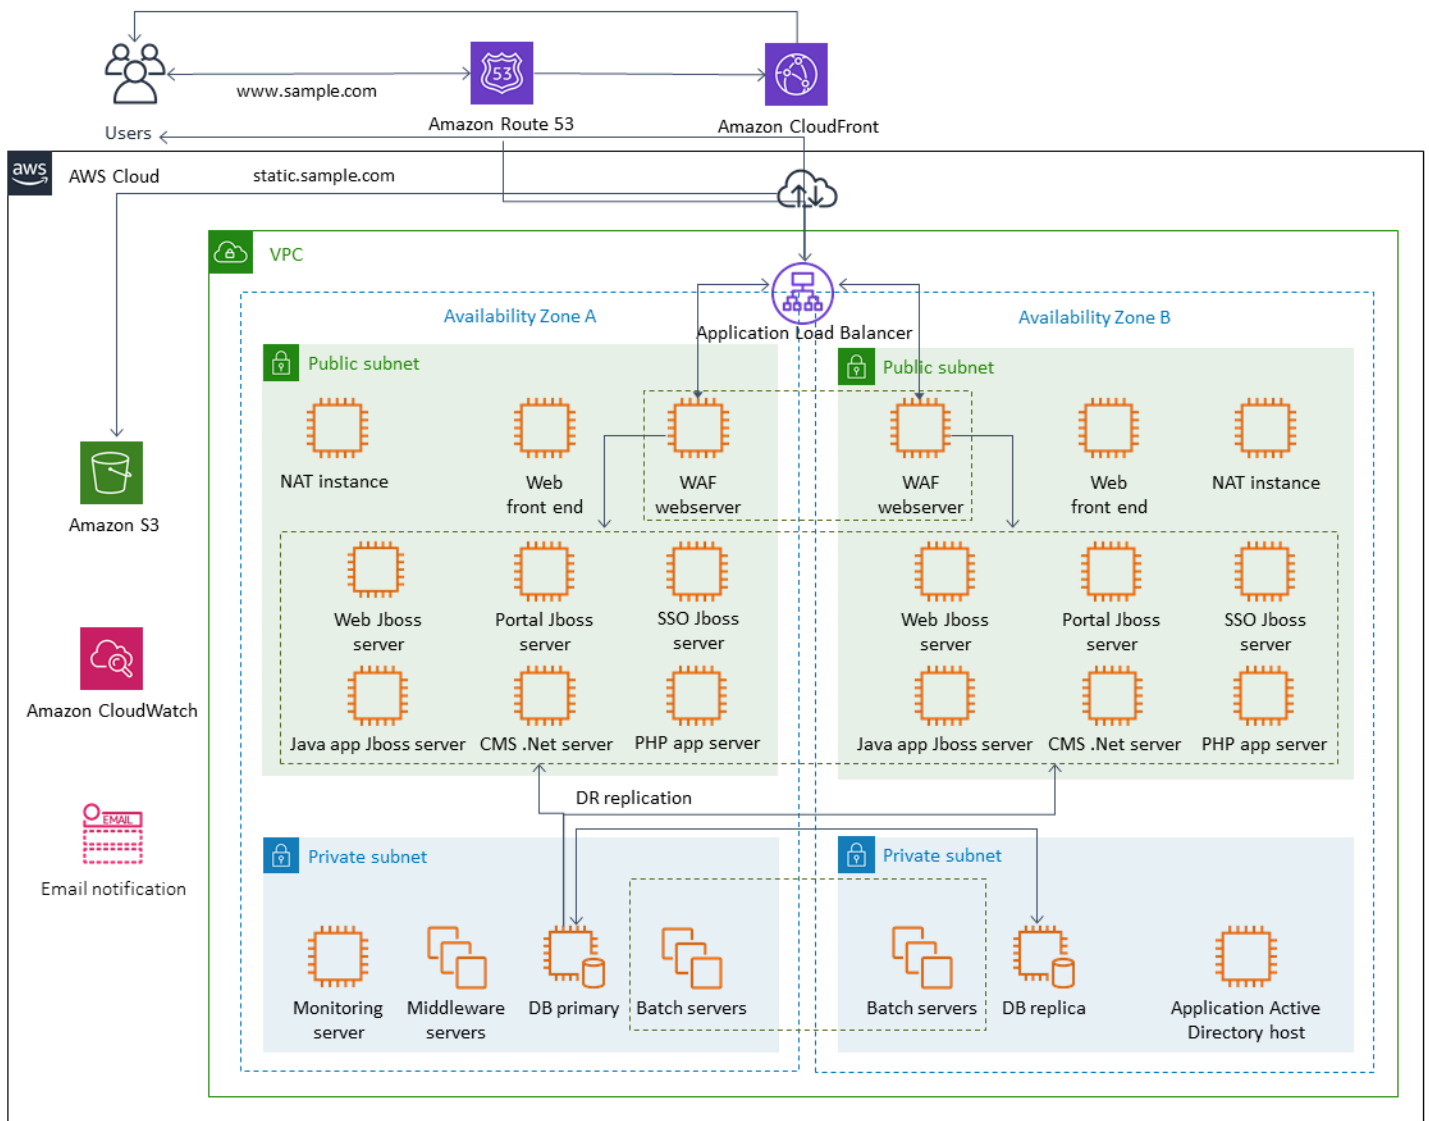 www.sample.com
53
Amazon Route 53
Amazon CloudFront
Users
aws
AWS Cloud
static.sample.com
VPC
Availability Zone A
Application Load Balancer
Availability Zone B
Public subnet
Public subnet
NAT instance
Web
front end
WAF
webserver
WAF
webserver
Web
front end
NAT instance
Amazon S3
Web Jboss
server
Portal Jboss
server
SSO Jboss
server
Web Jboss
server
Portal Jboss
server
SSO Jboss
server
Amazon CloudWatch
Java app Jboss server
CMS .Net server
PHP app server
Java app Jboss server
CMS .Net server
PHP app server
DR replication
EMAIL
Email notification
Private subnet
Private subnet
Monitoring
server
Middleware
servers
DB primary
Batch servers
Batch servers
DB replica
Application Active
Directory host